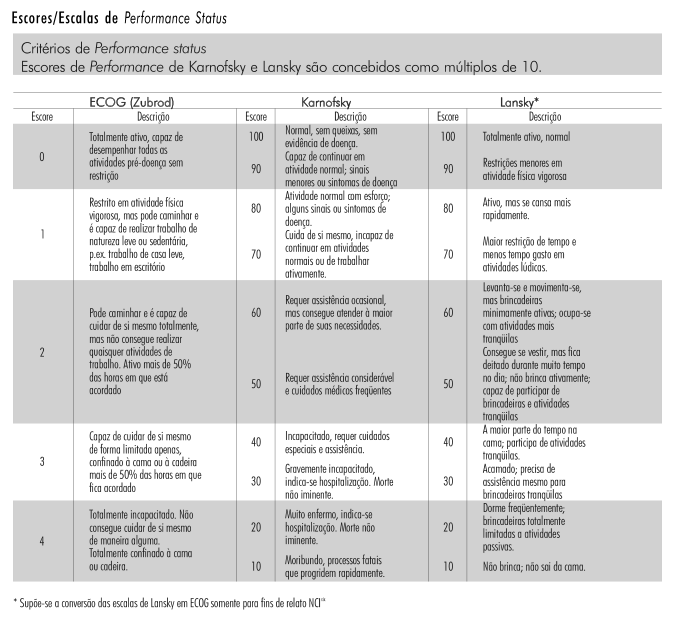 Escores/Escalas de Performance Status
Critérios de Performance status
Escores de Performance de Karnofsky e Lansky são concebidos como múltiplos de 10.
ECOG (Zubrod) Karnofsky Lansky*
Escore Descrição Escore Descrição Escore Descrição
0
Totalmente ativo, capaz de
desempenhar todas as
atividades pré-doença sem
restrição
100
Normal, sem queixas, sem
evidência de doença.
90
Capaz de continuar em
atividade normal; sinais
menores ou sintomas de doença
100
Totalmente ativo, normal
90
Restrições menores em
atividade física vigorosa
1
Restrito em atividade física
vigorosa, mas pode caminhar e
é capaz de realizar trabalho de
natureza leve ou sedentária,
p.ex. trabalho de casa leve,
trabalho em escritório
80
Atividade normal com esforço;
alguns sinais ou sintomas de
doença.
70
Cuida de si mesmo, incapaz de
continuar em atividades
normais ou de trabalhar
ativamente.
80
Ativo, mas se cansa mais
rapidamente.
70
Maior restrição de tempo e
menos tempo gasto em
atividades lúdicas.
2
Pode caminhar e é capaz de
cuidar de si mesmo totalmente,
mas não consegue realizar
quaisquer atividades de
trabalho. Ativo mais de 50%
das horas em que está
acordado
60
Requer assistência ocasional,
mas consegue atender à maior
parte de suas necessidades.
50
Requer assistência considerável
e cuidados médicos freqüentes
60
Levanta-se e movimenta-se,
mas brincadeiras
minimamente ativas; ocupa-se
com atividades mais
tranqüilas
50
Consegue se vestir, mas fica
deitado durante muito tempo
no dia; não brinca ativamente;
capaz de participar de
brincadeiras e atividades
tranqüilas
3
Capaz de cuidar de si mesmo
de forma limitada apenas,
confinado à cama ou à cadeira
mais de 50% das horas em que
fica acordado
40
Incapacitado, requer cuidados
especiais e assistência.
30
Gravemente incapacitado,
indica-se hospitalização. Morte
não iminente.
40
A maior parte do tempo na
cama; participa de atividades
tranqüilas.
30
Acamado; precisa de
assistência mesmo para
brincadeiras tranqüilas
4
Totalmente incapacitado. Não
consegue cuidar de si mesmo
de maneira alguma.
Totalmente confinado à cama
ou cadeira.
20
Muito enfermo, indica-se
hospitalização. Morte não
iminente.
10
Moribundo, processos fatais
que progridem rapidamente.
20
Dorme freqüentemente;
brincadeiras totalmente
limitadas a atividades
passivas.
10
Não brinca; não sai da cama.
* Supõe-se a conversão das escalas de Lansky em ECOG somente para fins de relato NCI